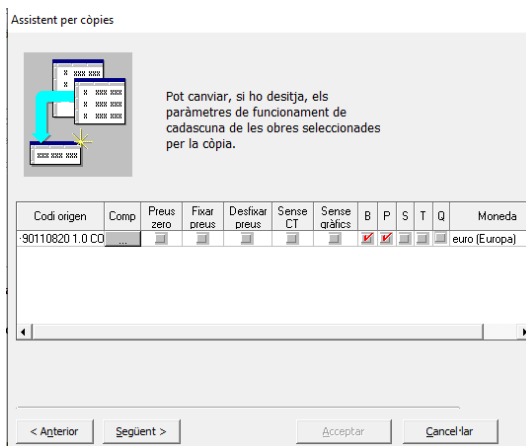 Assistent per còpies
Pot canviar, si ho desitja, els
paràmetres de funcionament de
cadascuna de les obres seleccionades
per la còpia.
Codi origen Comp Preus zero Fixar preus Desfixar preus Sense CT Sense gràfics B P S T Q Moneda
-90110820 1.0 CO ... euro (Europa)
< Anterior Següent > Acceptar Cancel·lar